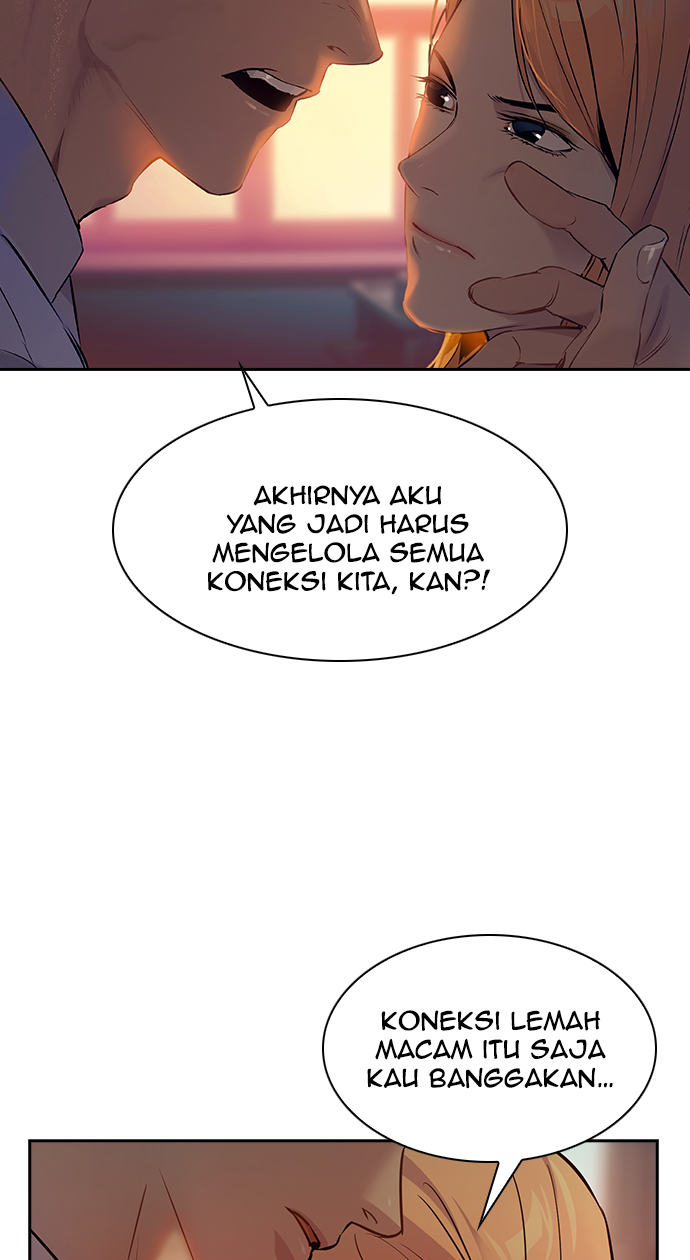 AKHIRNYA AKU
YANG JADI HARUS
MENGELOLA SEMUA
KONEKSI KITA, KAN?!
KONEKSI LEMAH
MACAM ITU SAJA
KAU BANGGAKAN...